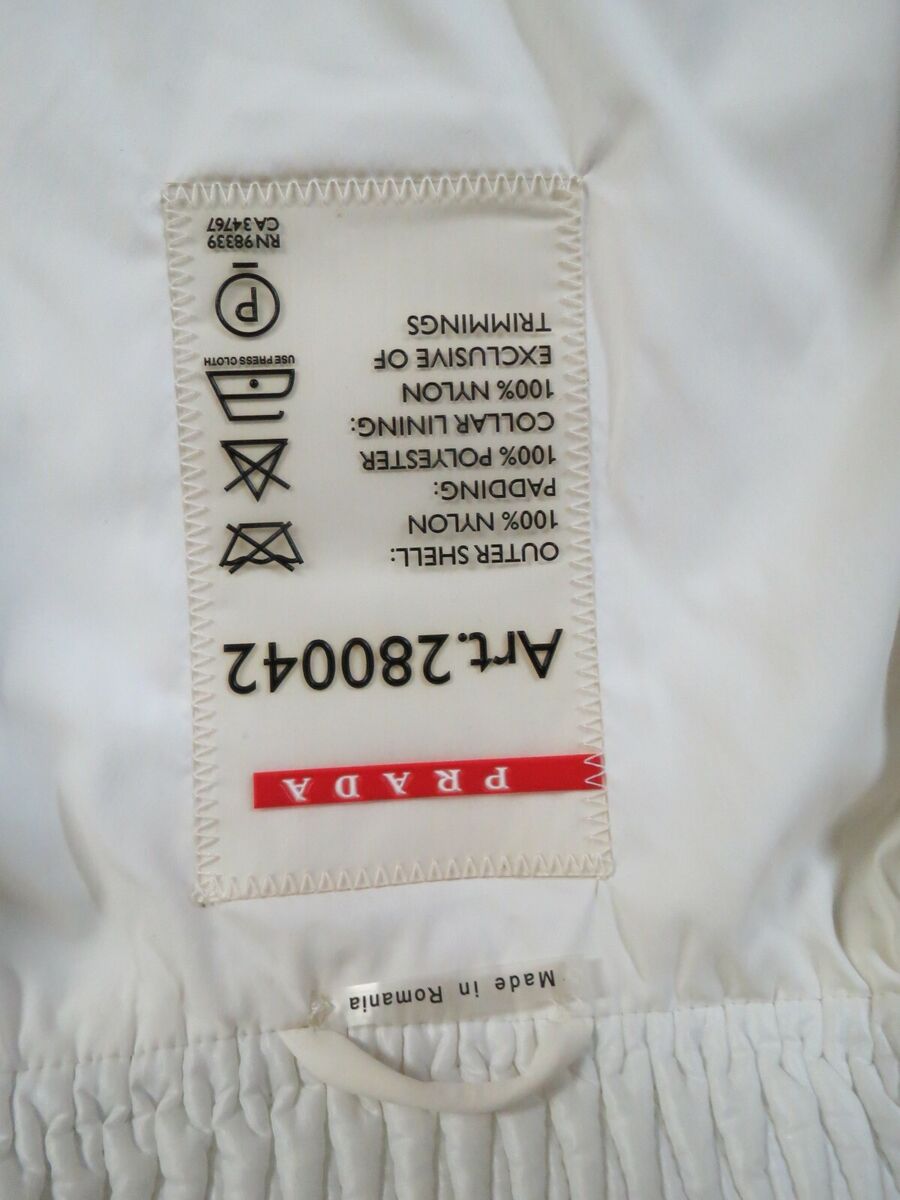 Made in Romania
PRADA
Art.280042
OUTER SHELL:
100% NYLON
PADDING:
100% POLYESTER
COLLAR LINING:
100% NYLON
EXCLUSIVE OF
TRIMMINGS
USE PRESS CLOTH
P
RN 98339
CA 34767